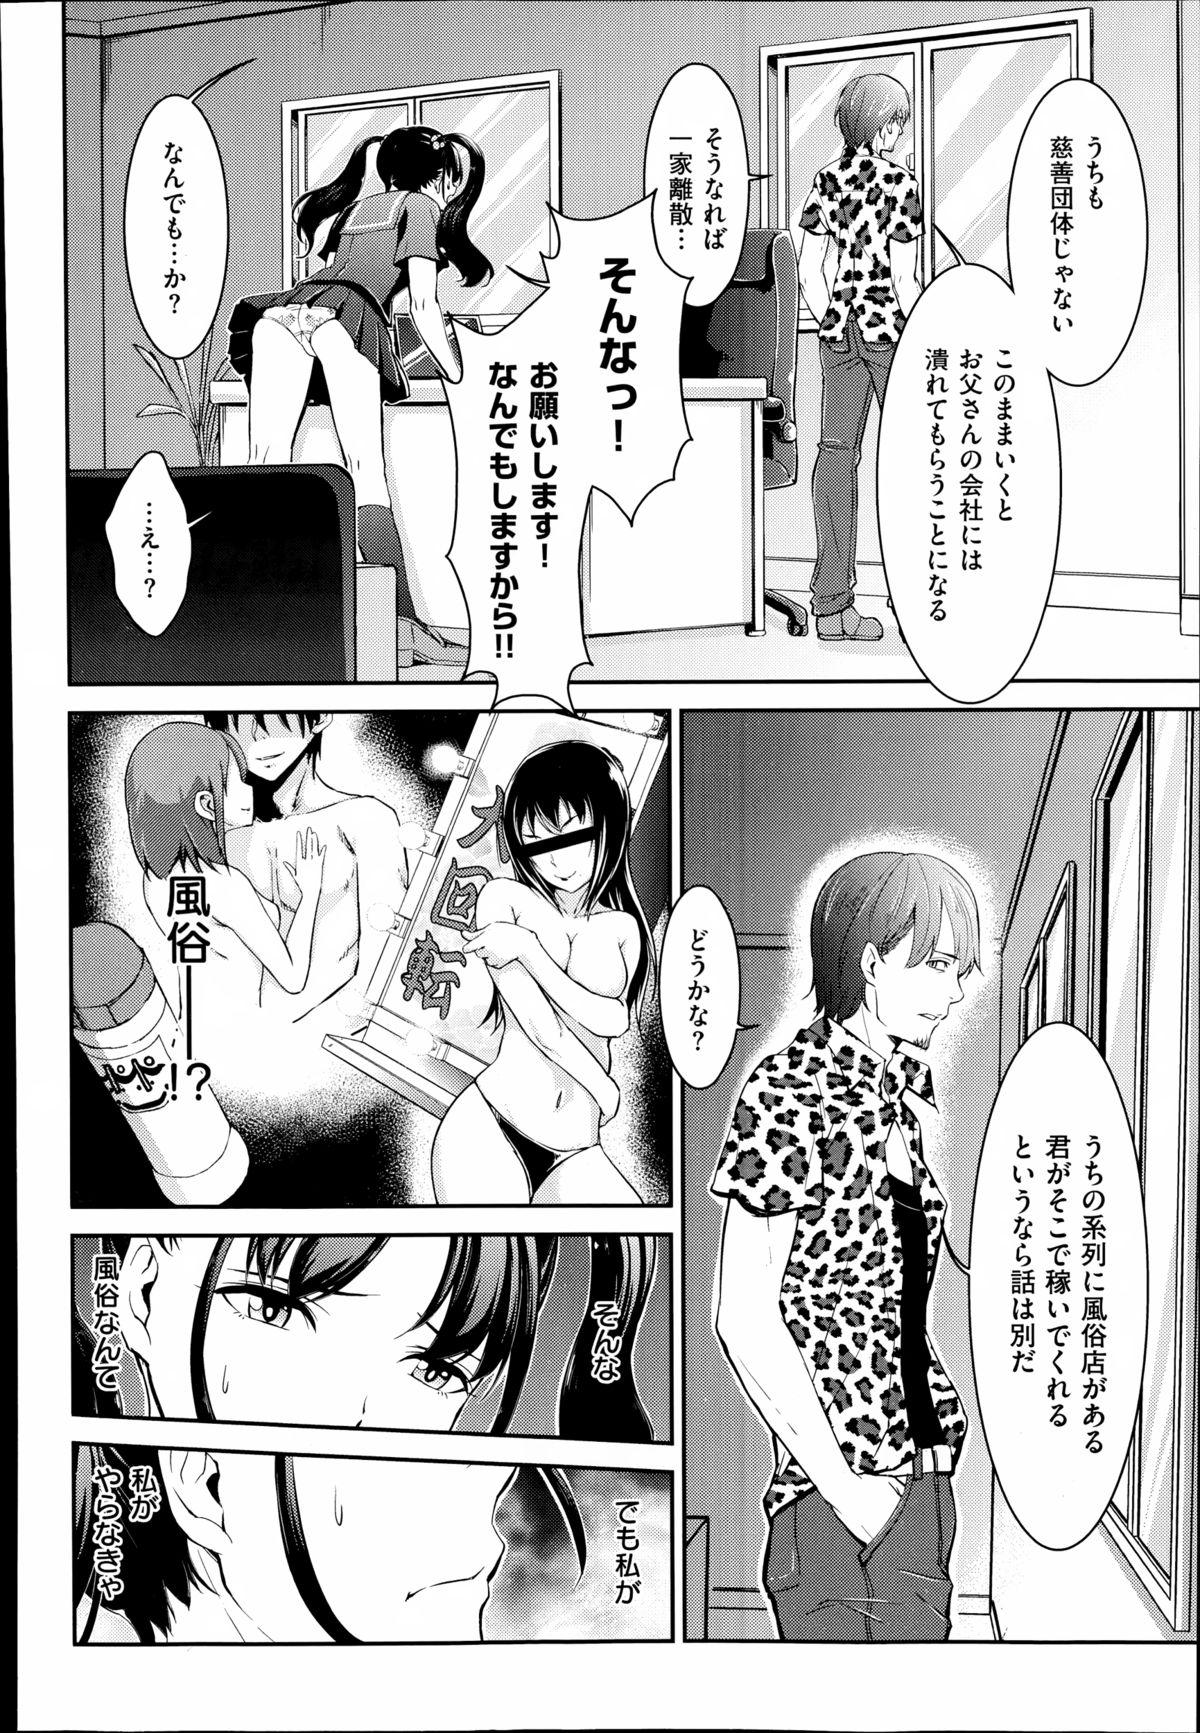 うちも
慈善団体じゃない
このままいくと
お父さんの会社には
潰れてもらうことになる
そうなれば
一家離散…
そんなっ！
お願いします！
なんでもしますから!!
なんでも…か？
…え…？
うちの系列に風俗店がある
君がそこで稼いでくれる
というなら話は別だ
どうかな？
風俗――!?
そんな
風俗なんて
でも私が
私が
やらなきゃ